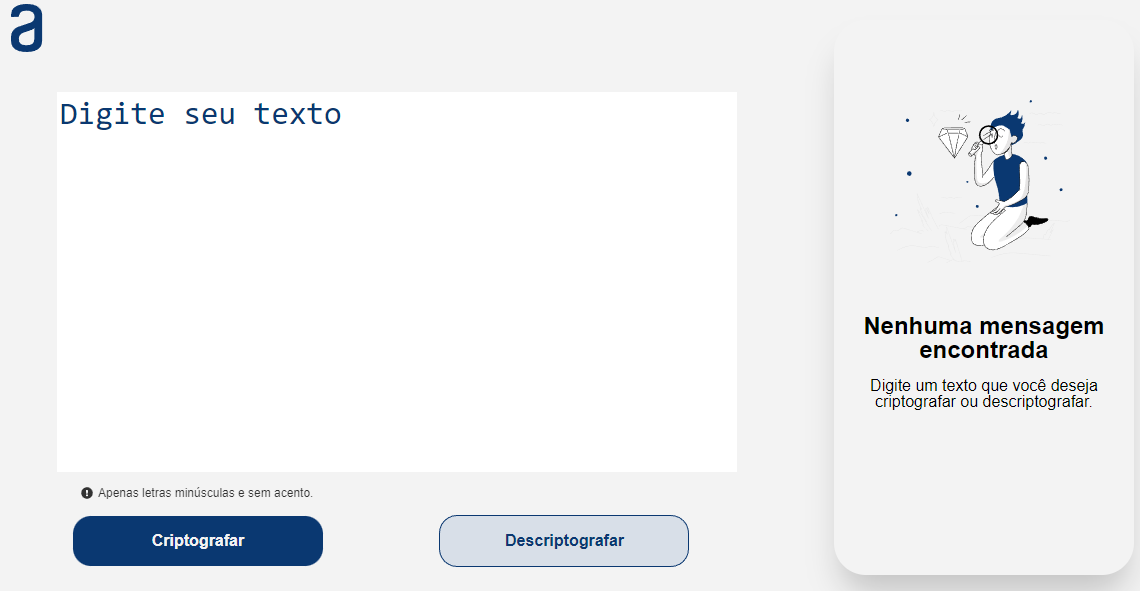 a
Digite seu texto
Apenas letras minúsculas e sem acento.
Criptografar
Descriptografar
Nenhuma mensagem
encontrada
Digite um texto que você deseja
criptografar ou descriptografar.